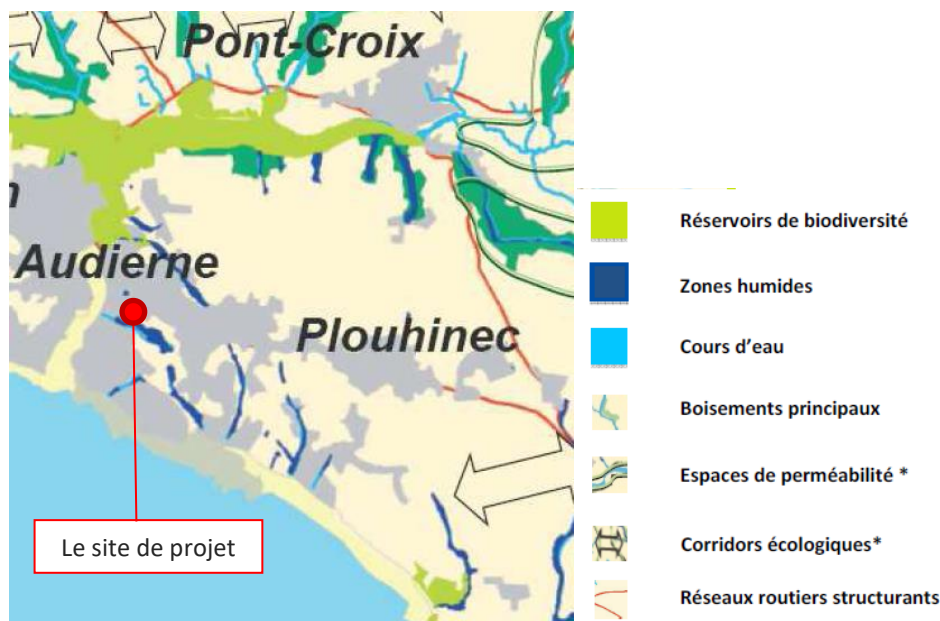 Pont-Croix
n
Audierne
Plouhinec
Le site de projet
Réservoirs de biodiversité
Zones humides
Cours d'eau
Boisements principaux
Espaces de perméabilité *
Corridors écologiques*
Réseaux routiers structurants